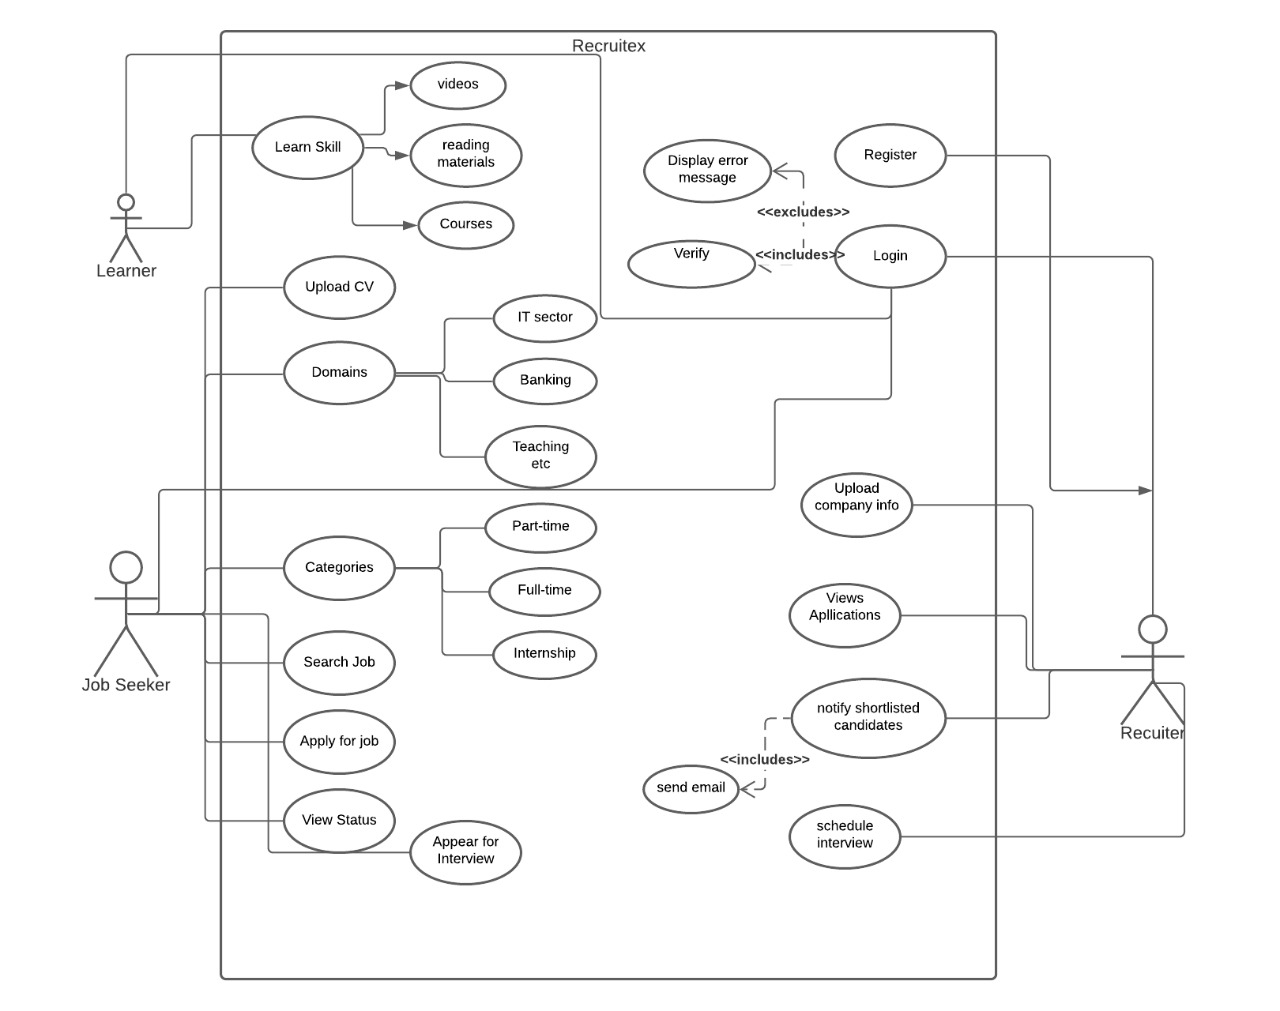 Recruitex
videos
Learn Skill
reading
materials
Courses
Display error
message
Register
<<excludes>>
Verify
<<includes>>
Login
Learner
Upload CV
IT sector
Domains
Banking
Teaching
etc
Upload
company info
Part-time
Categories
Full-time
Views
Apllications
Internship
Search Job
Job Seeker
notify shortlisted
candidates
Recuiter
Apply for job
<<includes>>
send email
View Status
schedule
interview
Appear for
Interview